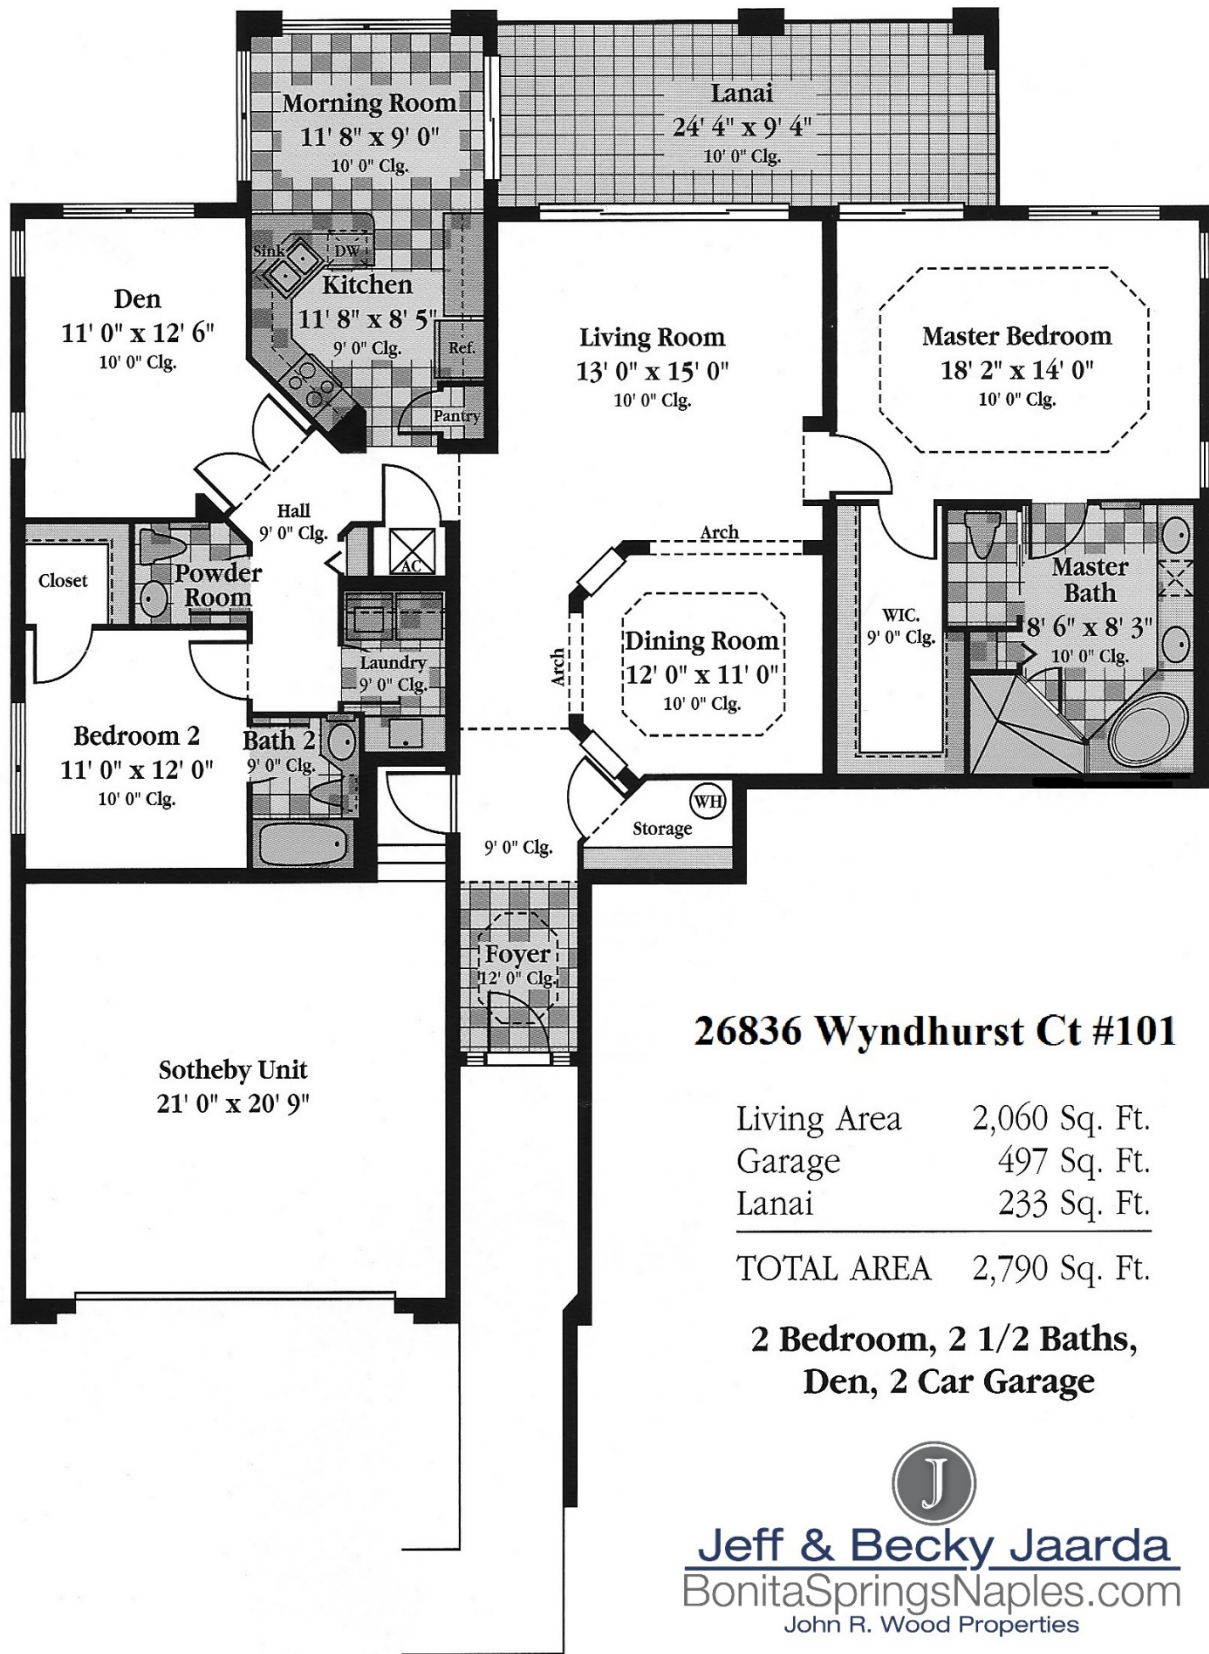 Morning Room
11' 8" x 9' 0"
10' 0" Clg.
Lanai
24' 4" x 9' 4"
10' 0" Clg.
Sink
DW
Kitchen
11' 8" x 8' 5"
9' 0" Clg.
Ref.
Pantry
Den
11' 0" x 12' 6"
10' 0" Clg.
Living Room
13' 0" x 15' 0"
10' 0" Clg.
Master Bedroom
18' 2" x 14' 0"
10' 0" Clg.
Hall
9' 0" Clg.
AC
Arch
Closet
Powder
Room
Laundry
9' 0" Clg.
Arch
Dining Room
12' 0" x 11' 0"
10' 0" Clg.
WIC.
9' 0" Clg.
Master
Bath
8' 6" x 8' 3"
10' 0" Clg.
Bedroom 2
11' 0" x 12' 0"
10' 0" Clg.
Bath 2
9' 0" Clg.
WH
Storage
9' 0" Clg.
Foyer
12' 0" Clg.
Sotheby Unit
21' 0" x 20' 9"
26836 Wyndhurst Ct #101
Living Area 2,060 Sq. Ft.
Garage 497 Sq. Ft.
Lanai 233 Sq. Ft.
TOTAL AREA 2,790 Sq. Ft.
2 Bedroom, 2 1/2 Baths,
Den, 2 Car Garage
J
Jeff & Becky Jaarda
BonitaSpringsNaples.com
John R. Wood Properties